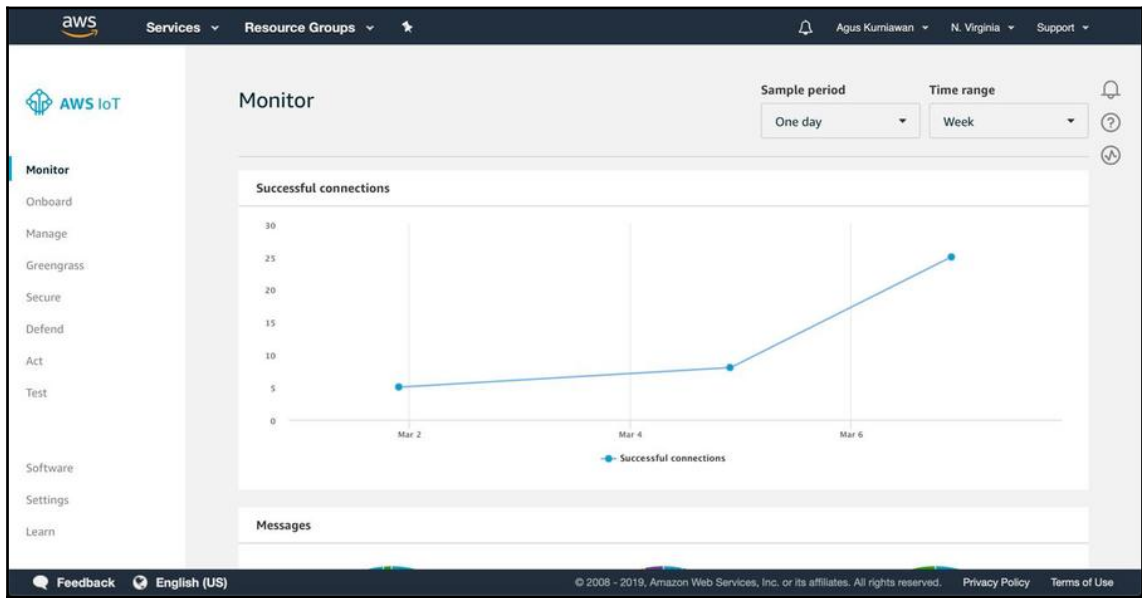 aws
Services
Resource Groups
Agus Kurniawan
N. Virginia
Support
AWS IoT
Monitor
Onboard
Manage
Greengrass
Secure
Defend
Act
Test
Software
Settings
Learn
Monitor
Sample period
One day
Time range
Week
Successful connections
30
25
20
15
10
5
0
Mar 2
Mar 4
Mar 6
Successful connections
Messages
Feedback
English (US)
© 2008 - 2019, Amazon Web Services, Inc. or its affiliates. All rights reserved.
Privacy Policy
Terms of Use